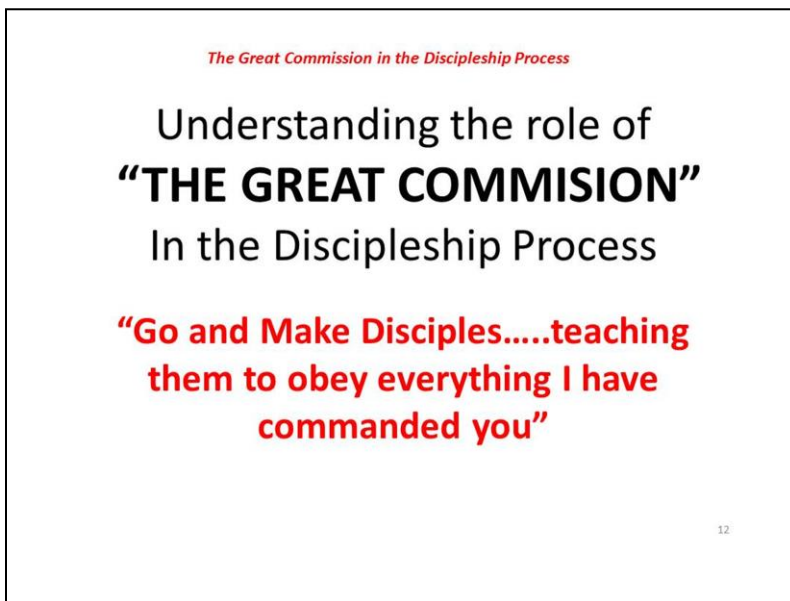 The Great Commission in the Discipleship Process
Understanding the role of
“THE GREAT COMMISION”
In the Discipleship Process
“Go and Make Disciples…..teaching
them to obey everything I have
commanded you”
12